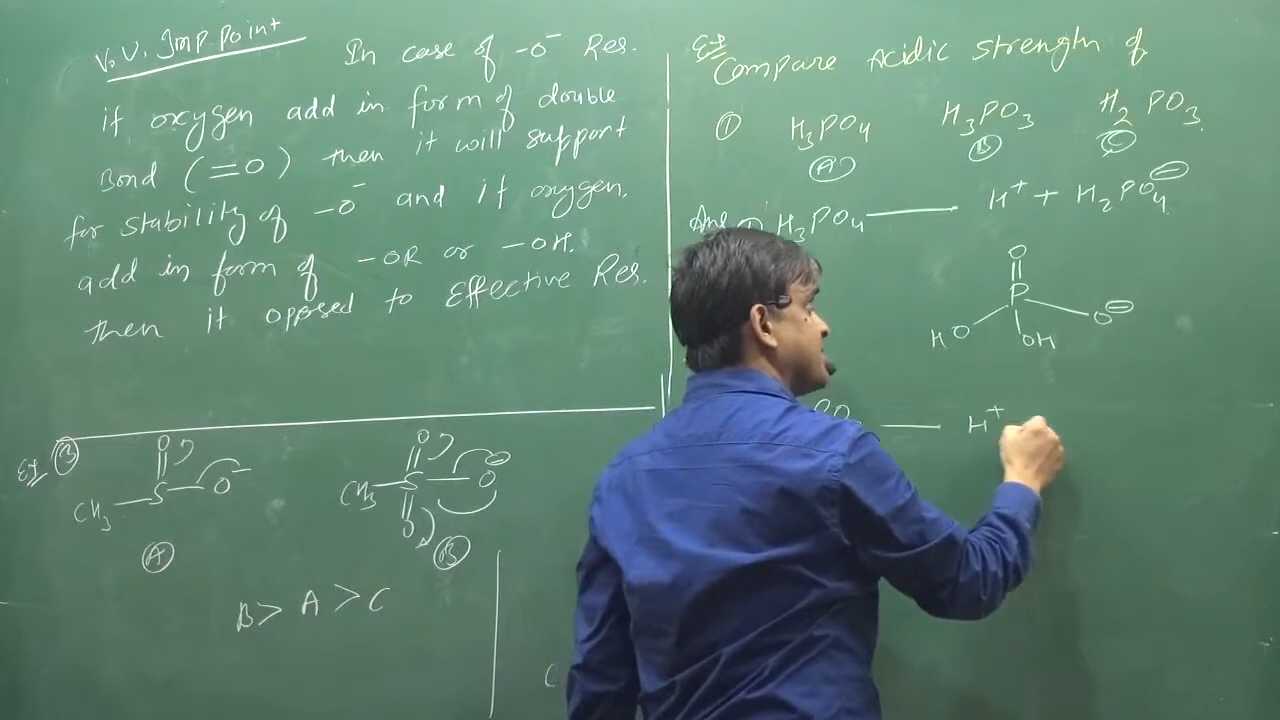 V.V. Imp point
In case of -O⁻ Res.
if oxygen add in form of double
Bond (=O) then it will support
for stability of -O⁻ and if oxygen.
add in form of -OR or -OH.
then it opposed to Effective Res.
Ex ③
O
CH₃ S O⁻
Ⓐ
O ⊖
CH₃ S O
O
Ⓑ
B > A > C
Ex Compare Acidic strength of
① H₃PO₄ H₃PO₃ H₂PO₃
Ⓐ Ⓑ Ⓒ
Ans ① H₃PO₄ —— H⁺ + H₂PO₄⊖
O
P
HO OH O⊖
PO —— H⁺